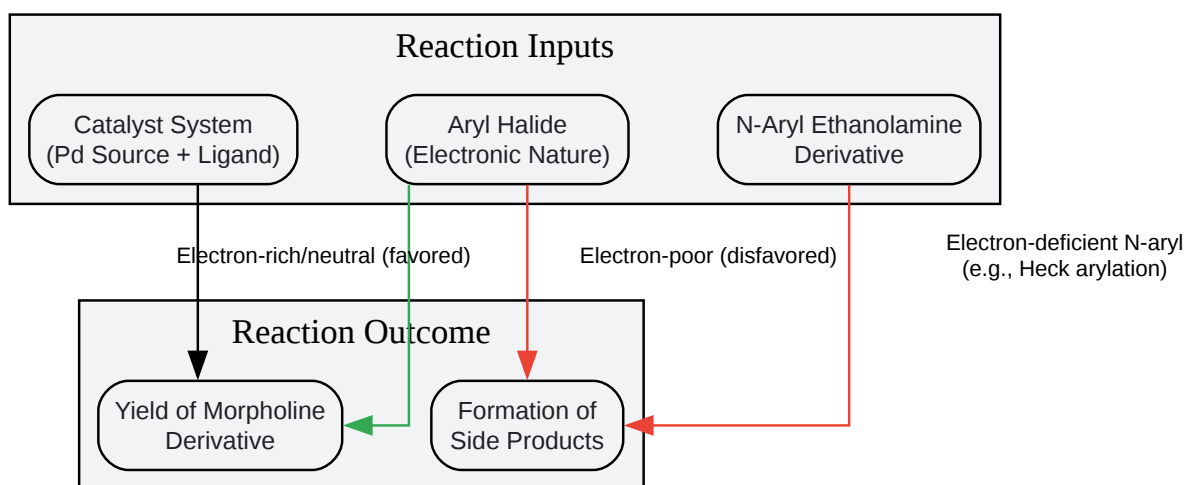 Reaction Inputs
Catalyst System
(Pd Source + Ligand)
Aryl Halide
(Electronic Nature)
N-Aryl Ethanolamine
Derivative
Electron-rich/neutral (favored)
Electron-poor (disfavored)
Electron-deficient N-aryl
(e.g., Heck arylation)
Reaction Outcome
Yield of Morpholine
Derivative
Formation of
Side Products